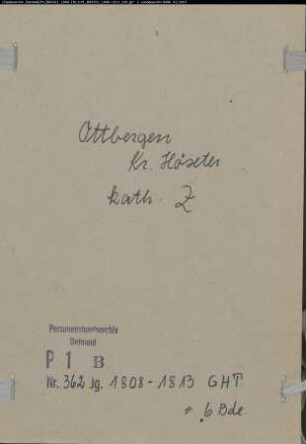 Ottbergen
Kr. Höxter
kath. Z
Personenstandsarchiv
Detmold
P 1 B
Nr. 362 Jg. 1808-1813 GHT
6 Bde.